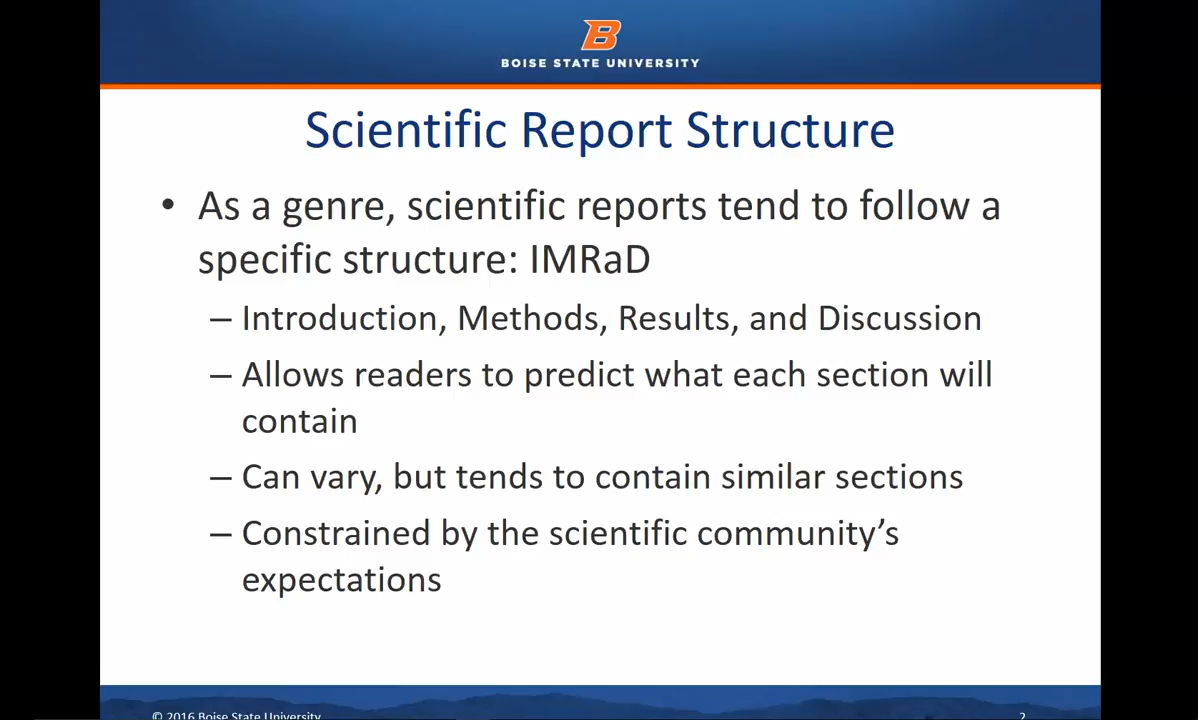 B
BOISE STATE UNIVERSITY
Scientific Report Structure
• As a genre, scientific reports tend to follow a
specific structure: IMRaD
– Introduction, Methods, Results, and Discussion
– Allows readers to predict what each section will
contain
– Can vary, but tends to contain similar sections
– Constrained by the scientific community’s
expectations
© 2016 Boise State University
2